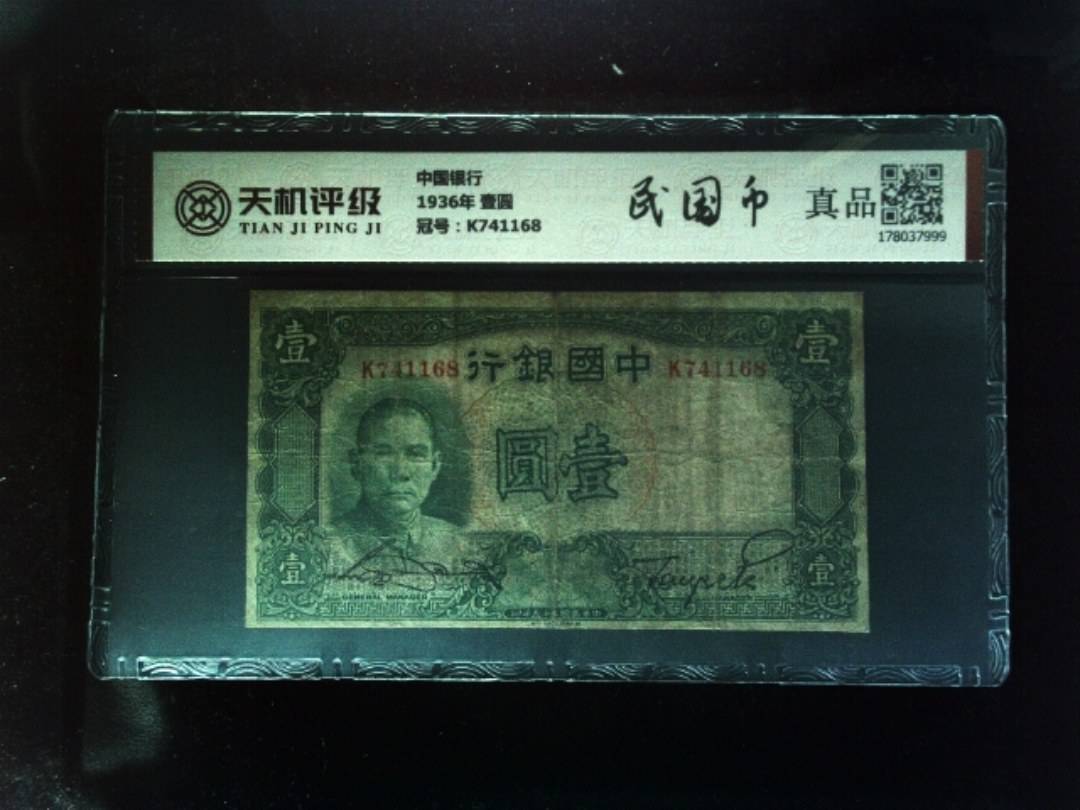 天机评级
TIAN JI PING JI
中国银行
1936年 壹圆
冠号：K741168
民国币
真品
178037999
壹
壹
K741168
行銀國中
K741168
圓壹
壹
壹
GENERAL MANAGER